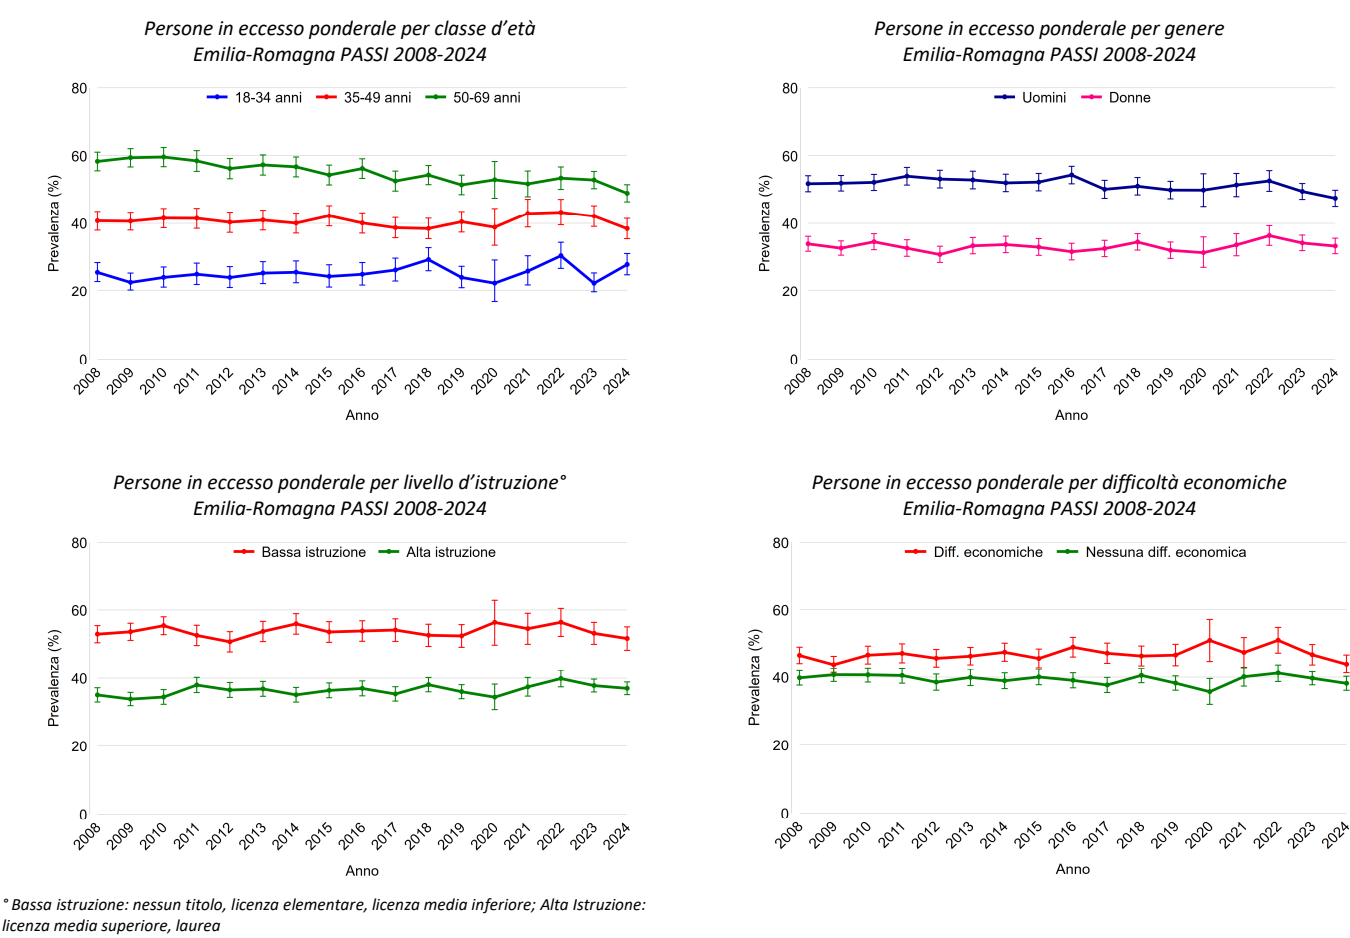 Persone in eccesso ponderale per classe d’età
Emilia-Romagna PASSI 2008-2024
80
18-34 anni 35-49 anni 50-69 anni
60
40
20
0
Prevalenza (%)
2008 2009 2010 2011 2012 2013 2014 2015 2016 2017 2018 2019 2020 2021 2022 2023 2024
Anno
Persone in eccesso ponderale per genere
Emilia-Romagna PASSI 2008-2024
80
Uomini Donne
60
40
20
0
Prevalenza (%)
2008 2009 2010 2011 2012 2013 2014 2015 2016 2017 2018 2019 2020 2021 2022 2023 2024
Anno
Persone in eccesso ponderale per livello d’istruzione°
Emilia-Romagna PASSI 2008-2024
80
Bassa istruzione Alta istruzione
60
40
20
0
Prevalenza (%)
2008 2009 2010 2011 2012 2013 2014 2015 2016 2017 2018 2019 2020 2021 2022 2023 2024
Anno
Persone in eccesso ponderale per difficoltà economiche
Emilia-Romagna PASSI 2008-2024
80
Diff. economiche Nessuna diff. economica
60
40
20
0
Prevalenza (%)
2008 2009 2010 2011 2012 2013 2014 2015 2016 2017 2018 2019 2020 2021 2022 2023 2024
Anno
° Bassa istruzione: nessun titolo, licenza elementare, licenza media inferiore; Alta Istruzione:
licenza media superiore, laurea